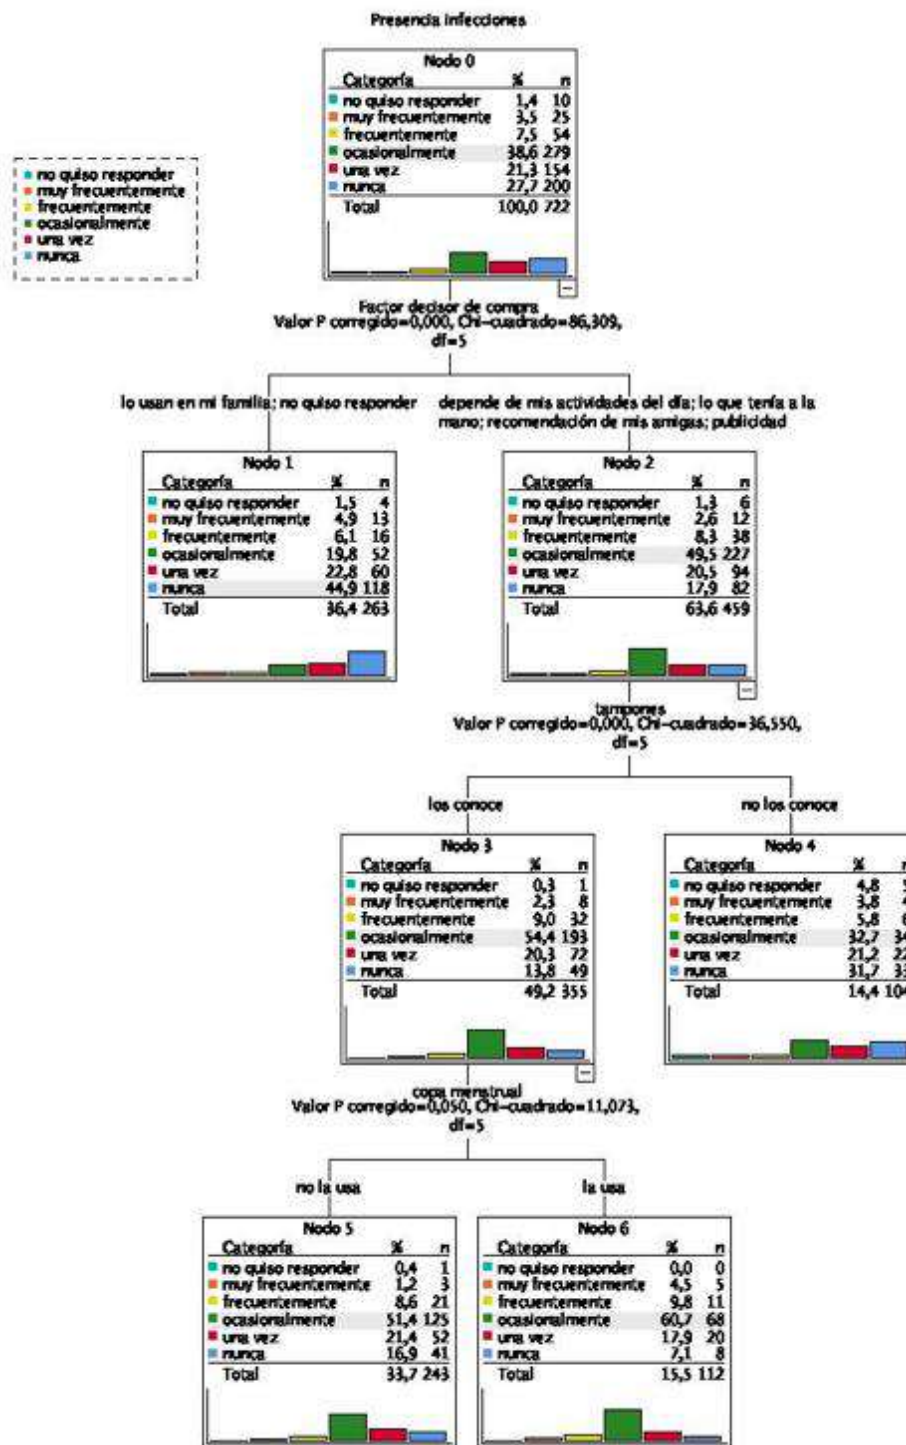 Presencia infecciones
Nodo 0
Categoría % n
no quiso responder 1,4 10
muy frecuentemente 3,5 25
frecuentemente 7,5 54
ocasionalmente 38,6 279
una vez 21,3 154
nunca 27,7 200
Total 100,0 722
no quiso responder
muy frecuentemente
frecuentemente
ocasionalmente
una vez
nunca
Factor decisor de compra
Valor P corregido=0,000, Chi-cuadrado=86,309,
df=5
lo usan en mi familia; no quiso responder
depende de mis actividades del día; lo que tenía a la
mano; recomendación de mis amigas; publicidad
Nodo 1
Categoría % n
no quiso responder 1,5 4
muy frecuentemente 4,9 13
frecuentemente 6,1 16
ocasionalmente 19,8 52
una vez 22,8 60
nunca 44,9 118
Total 36,4 263
Nodo 2
Categoría % n
no quiso responder 1,3 6
muy frecuentemente 2,6 12
frecuentemente 8,3 38
ocasionalmente 49,5 227
una vez 20,5 94
nunca 17,9 82
Total 63,6 459
tampones
Valor P corregido=0,000, Chi-cuadrado=36,550,
df=5
los conoce
no los conoce
Nodo 3
Categoría % n
no quiso responder 0,3 1
muy frecuentemente 2,3 8
frecuentemente 9,0 32
ocasionalmente 54,4 193
una vez 20,3 72
nunca 13,8 49
Total 49,2 355
Nodo 4
Categoría % n
no quiso responder 4,8 5
muy frecuentemente 3,8 4
frecuentemente 5,8 6
ocasionalmente 32,7 34
una vez 21,2 22
nunca 31,7 33
Total 14,4 104
copa menstrual
Valor P corregido=0,050, Chi-cuadrado=11,073,
df=5
no la usa
la usa
Nodo 5
Categoría % n
no quiso responder 0,4 1
muy frecuentemente 1,2 3
frecuentemente 8,6 21
ocasionalmente 51,4 125
una vez 21,4 52
nunca 16,9 41
Total 33,7 243
Nodo 6
Categoría % n
no quiso responder 0,0 0
muy frecuentemente 4,5 5
frecuentemente 9,8 11
ocasionalmente 60,7 68
una vez 17,9 20
nunca 7,1 8
Total 15,5 112